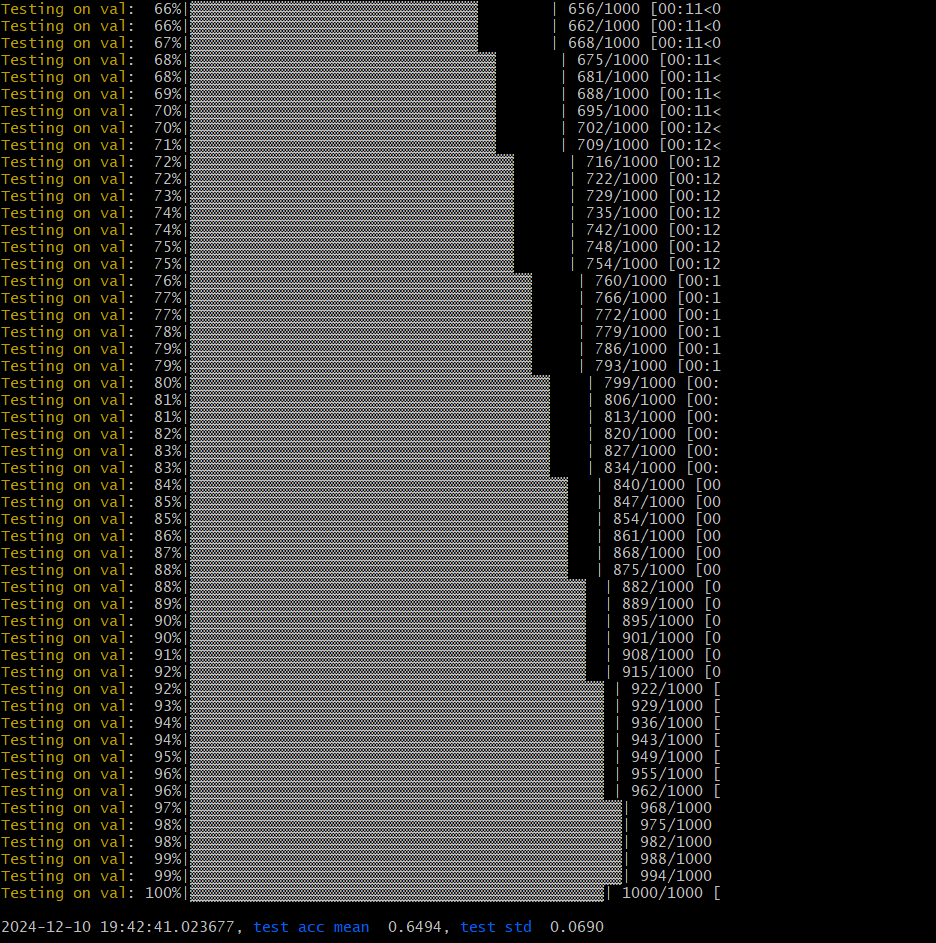 Testing on val:  66%| | 656/1000 [00:11<0
Testing on val:  66%| | 662/1000 [00:11<0
Testing on val:  67%| | 668/1000 [00:11<0
Testing on val:  68%| | 675/1000 [00:11<
Testing on val:  68%| | 681/1000 [00:11<
Testing on val:  69%| | 688/1000 [00:11<
Testing on val:  70%| | 695/1000 [00:11<
Testing on val:  70%| | 702/1000 [00:12<
Testing on val:  71%| | 709/1000 [00:12<
Testing on val:  72%| | 716/1000 [00:12
Testing on val:  72%| | 722/1000 [00:12
Testing on val:  73%| | 729/1000 [00:12
Testing on val:  74%| | 735/1000 [00:12
Testing on val:  74%| | 742/1000 [00:12
Testing on val:  75%| | 748/1000 [00:12
Testing on val:  75%| | 754/1000 [00:12
Testing on val:  76%| | 760/1000 [00:1
Testing on val:  77%| | 766/1000 [00:1
Testing on val:  77%| | 772/1000 [00:1
Testing on val:  78%| | 779/1000 [00:1
Testing on val:  79%| | 786/1000 [00:1
Testing on val:  79%| | 793/1000 [00:1
Testing on val:  80%| | 799/1000 [00:
Testing on val:  81%| | 806/1000 [00:
Testing on val:  81%| | 813/1000 [00:
Testing on val:  82%| | 820/1000 [00:
Testing on val:  83%| | 827/1000 [00:
Testing on val:  83%| | 834/1000 [00:
Testing on val:  84%| | 840/1000 [00
Testing on val:  85%| | 847/1000 [00
Testing on val:  85%| | 854/1000 [00
Testing on val:  86%| | 861/1000 [00
Testing on val:  87%| | 868/1000 [00
Testing on val:  88%| | 875/1000 [00
Testing on val:  88%| | 882/1000 [0
Testing on val:  89%| | 889/1000 [0
Testing on val:  90%| | 895/1000 [0
Testing on val:  90%| | 901/1000 [0
Testing on val:  91%| | 908/1000 [0
Testing on val:  92%| | 915/1000 [0
Testing on val:  92%| | 922/1000 [
Testing on val:  93%| | 929/1000 [
Testing on val:  94%| | 936/1000 [
Testing on val:  94%| | 943/1000 [
Testing on val:  95%| | 949/1000 [
Testing on val:  96%| | 955/1000 [
Testing on val:  96%| | 962/1000 [
Testing on val:  97%| | 968/1000
Testing on val:  98%| | 975/1000
Testing on val:  98%| | 982/1000
Testing on val:  99%| | 988/1000
Testing on val:  99%| | 994/1000
Testing on val: 100%| | 1000/1000 [
2024-12-10 19:42:41.023677, test acc mean  0.6494, test std  0.0690